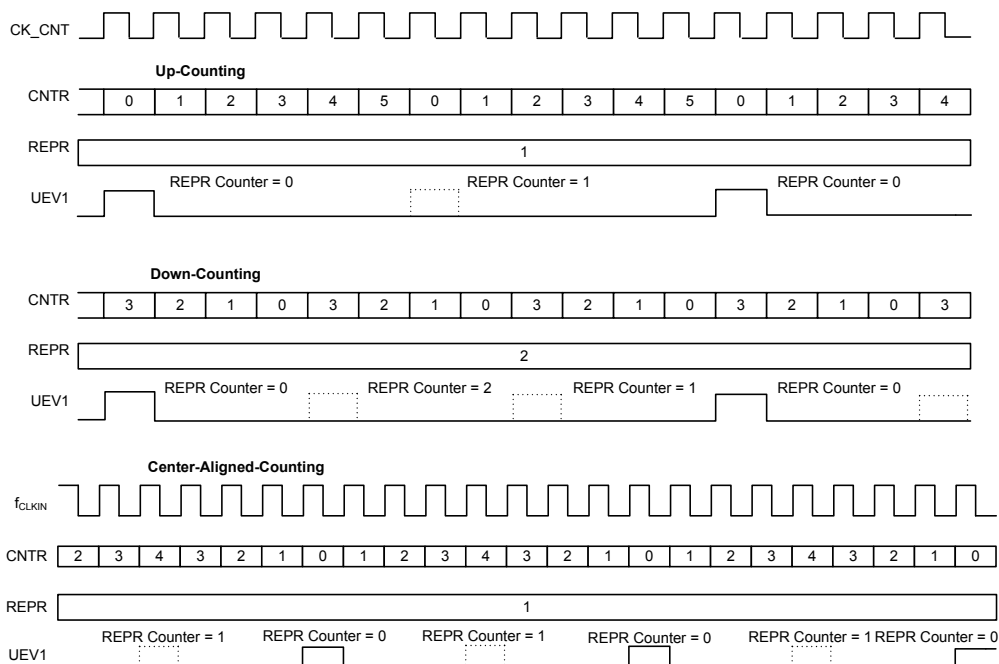 CK_CNT
Up-Counting
CNTR 0 1 2 3 4 5 0 1 2 3 4 5 0 1 2 3 4
REPR 1
REPR Counter = 0 REPR Counter = 1 REPR Counter = 0
UEV1
Down-Counting
CNTR 3 2 1 0 3 2 1 0 3 2 1 0 3 2 1 0 3
REPR 2
REPR Counter = 0 REPR Counter = 2 REPR Counter = 1 REPR Counter = 0
UEV1
Center-Aligned-Counting
fCLKIN
CNTR 2 3 4 3 2 1 0 1 2 3 4 3 2 1 0 1 2 3 4 3 2 1 0
REPR 1
REPR Counter = 1 REPR Counter = 0 REPR Counter = 1 REPR Counter = 0 REPR Counter = 1 REPR Counter = 0
UEV1